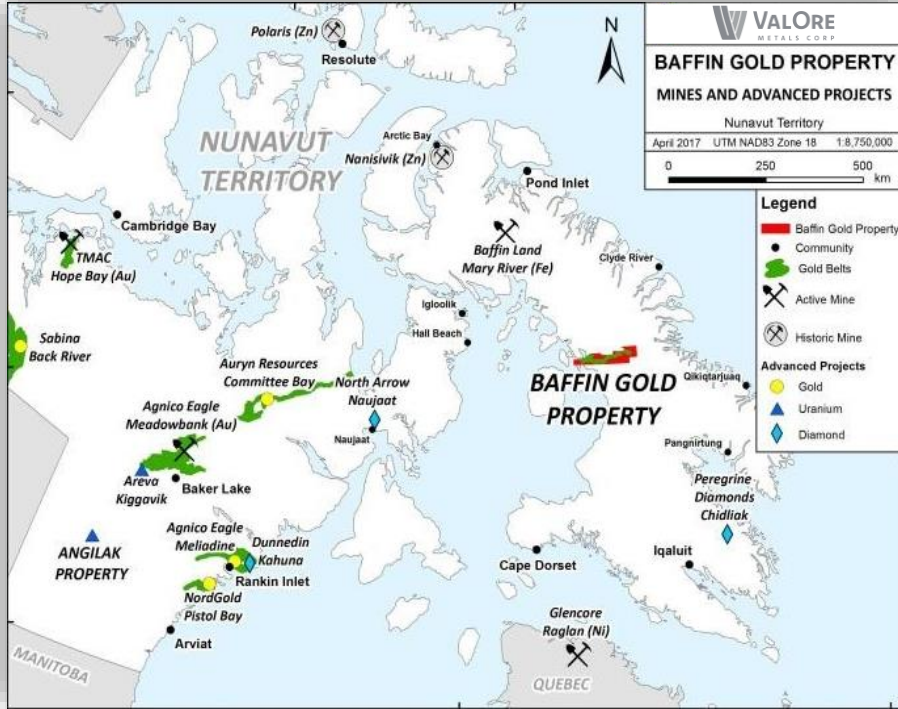 VALORE
METALS CORP
BAFFIN GOLD PROPERTY
MINES AND ADVANCED PROJECTS
Nunavut Territory
April 2017 UTM NAD83 Zone 18 1:8,750,000
0 250 500
km
Legend
Baffin Gold Property
Community
Gold Belts
Active Mine
Historic Mine
Advanced Projects
Gold
Uranium
Diamond
N
Polaris (Zn)
Resolute
NUNAVUT
TERRITORY
Arctic Bay
Nanisivik (Zn)
Pond Inlet
Cambridge Bay
TMAC
Hope Bay (Au)
Baffin Land
Mary River (Fe)
Clyde River
Igloolik
Hall Beach
Sabina
Back River
Auryn Resources
Committee Bay
North Arrow
Naujaat
Naujaat
BAFFIN GOLD
PROPERTY
Qikiqtarjuaq
Agnico Eagle
Meadowbank (Au)
Areva
Kiggavik
Baker Lake
Pangnirtung
Peregrine
Diamonds
Chidliak
ANGILAK
PROPERTY
Agnico Eagle
Meliadine
Dunnedin
Kahuna
Rankin Inlet
NordGold
Pistol Bay
Arviat
Cape Dorset
Iqaluit
Glencore
Raglan (Ni)
MANITOBA
QUEBEC